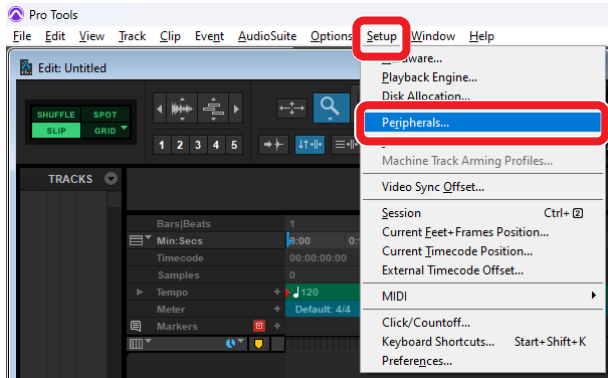 Pro Tools
File Edit View Track Clip Event AudioSuite Options Setup Window Help
Edit: Untitled
SHUFFLE SPOT
SLIP GRID
1 2 3 4 5
TRACKS
Bars|Beats 1
Min:Secs 0:00
Timecode 00:00:00:00
Samples 0
Tempo 120
Meter Default: 4/4
Markers
Playback Engine...
Disk Allocation...
Peripherals...
Machine Track Arming Profiles...
Video Sync Offset...
Session Ctrl+2
Current Feet+Frames Position...
Current Timecode Position...
External Timecode Offset...
MIDI
Click/Countoff...
Keyboard Shortcuts... Start+Shift+K
Preferences...